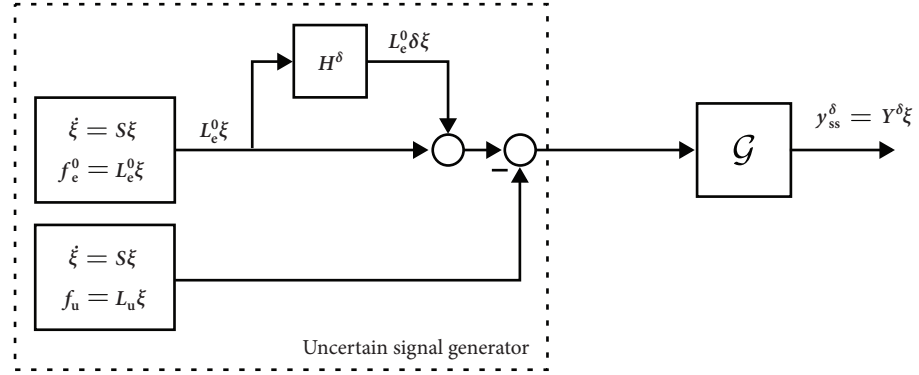 H^δ
L_e^0δξ
ξ̇ = Sξ
f_e^0 = L_e^0ξ
L_e^0ξ
−
𝒢
y_ss^δ = Y^δξ
ξ̇ = Sξ
f_u = L_uξ
Uncertain signal generator